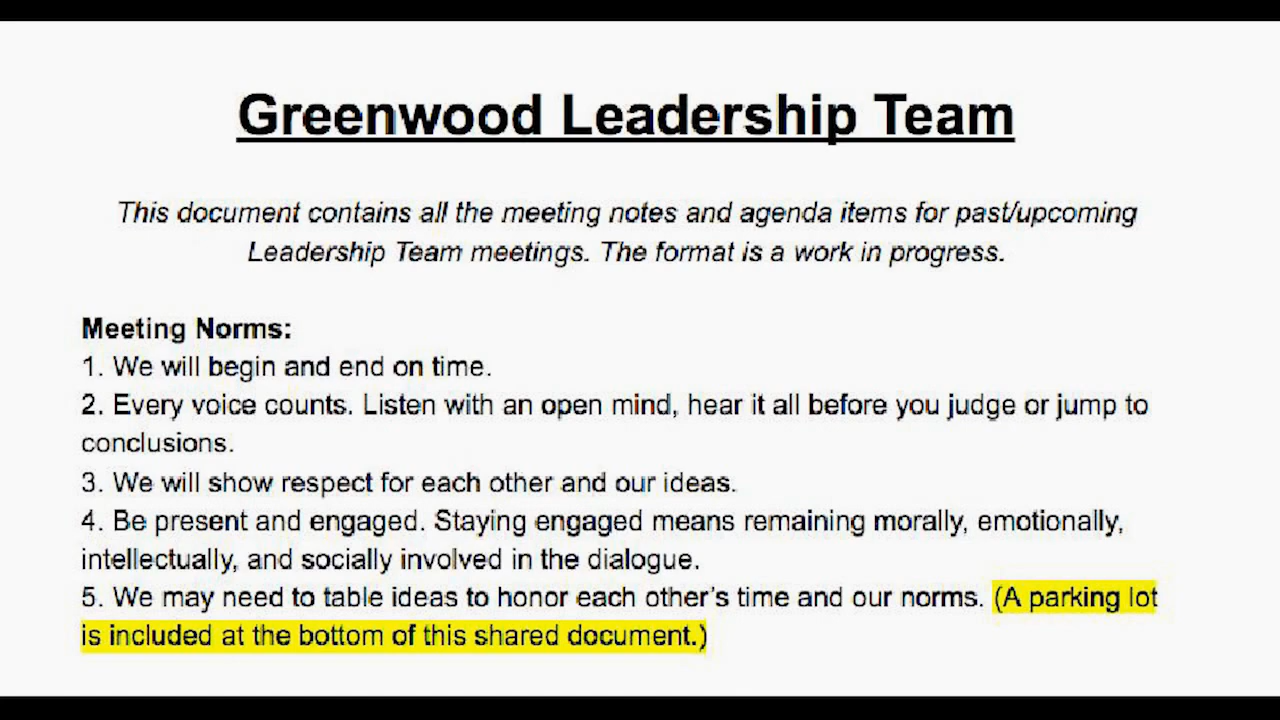 Greenwood Leadership Team
This document contains all the meeting notes and agenda items for past/upcoming
Leadership Team meetings. The format is a work in progress.
Meeting Norms:
1. We will begin and end on time.
2. Every voice counts. Listen with an open mind, hear it all before you judge or jump to
conclusions.
3. We will show respect for each other and our ideas.
4. Be present and engaged. Staying engaged means remaining morally, emotionally,
intellectually, and socially involved in the dialogue.
5. We may need to table ideas to honor each other's time and our norms. (A parking lot
is included at the bottom of this shared document.)